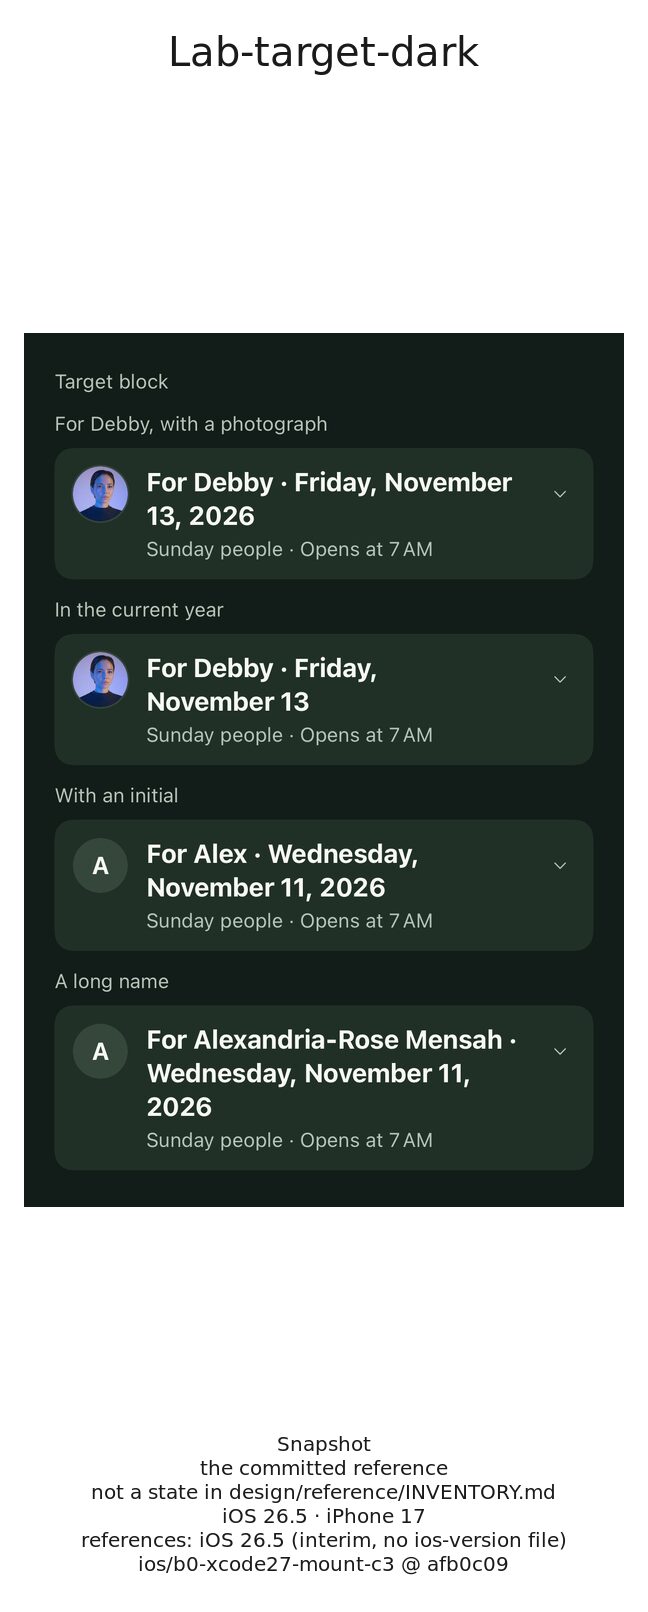 Lab-target-dark
Target block
For Debby, with a photograph
For Debby · Friday, November
13, 2026
Sunday people · Opens at 7 AM
In the current year
For Debby · Friday,
November 13
Sunday people · Opens at 7 AM
With an initial
A
For Alex · Wednesday,
November 11, 2026
Sunday people · Opens at 7 AM
A long name
A
For Alexandria-Rose Mensah ·
Wednesday, November 11,
2026
Sunday people · Opens at 7 AM
Snapshot
the committed reference
not a state in design/reference/INVENTORY.md
iOS 26.5 · iPhone 17
references: iOS 26.5 (interim, no ios-version file)
ios/b0-xcode27-mount-c3 @ afb0c09